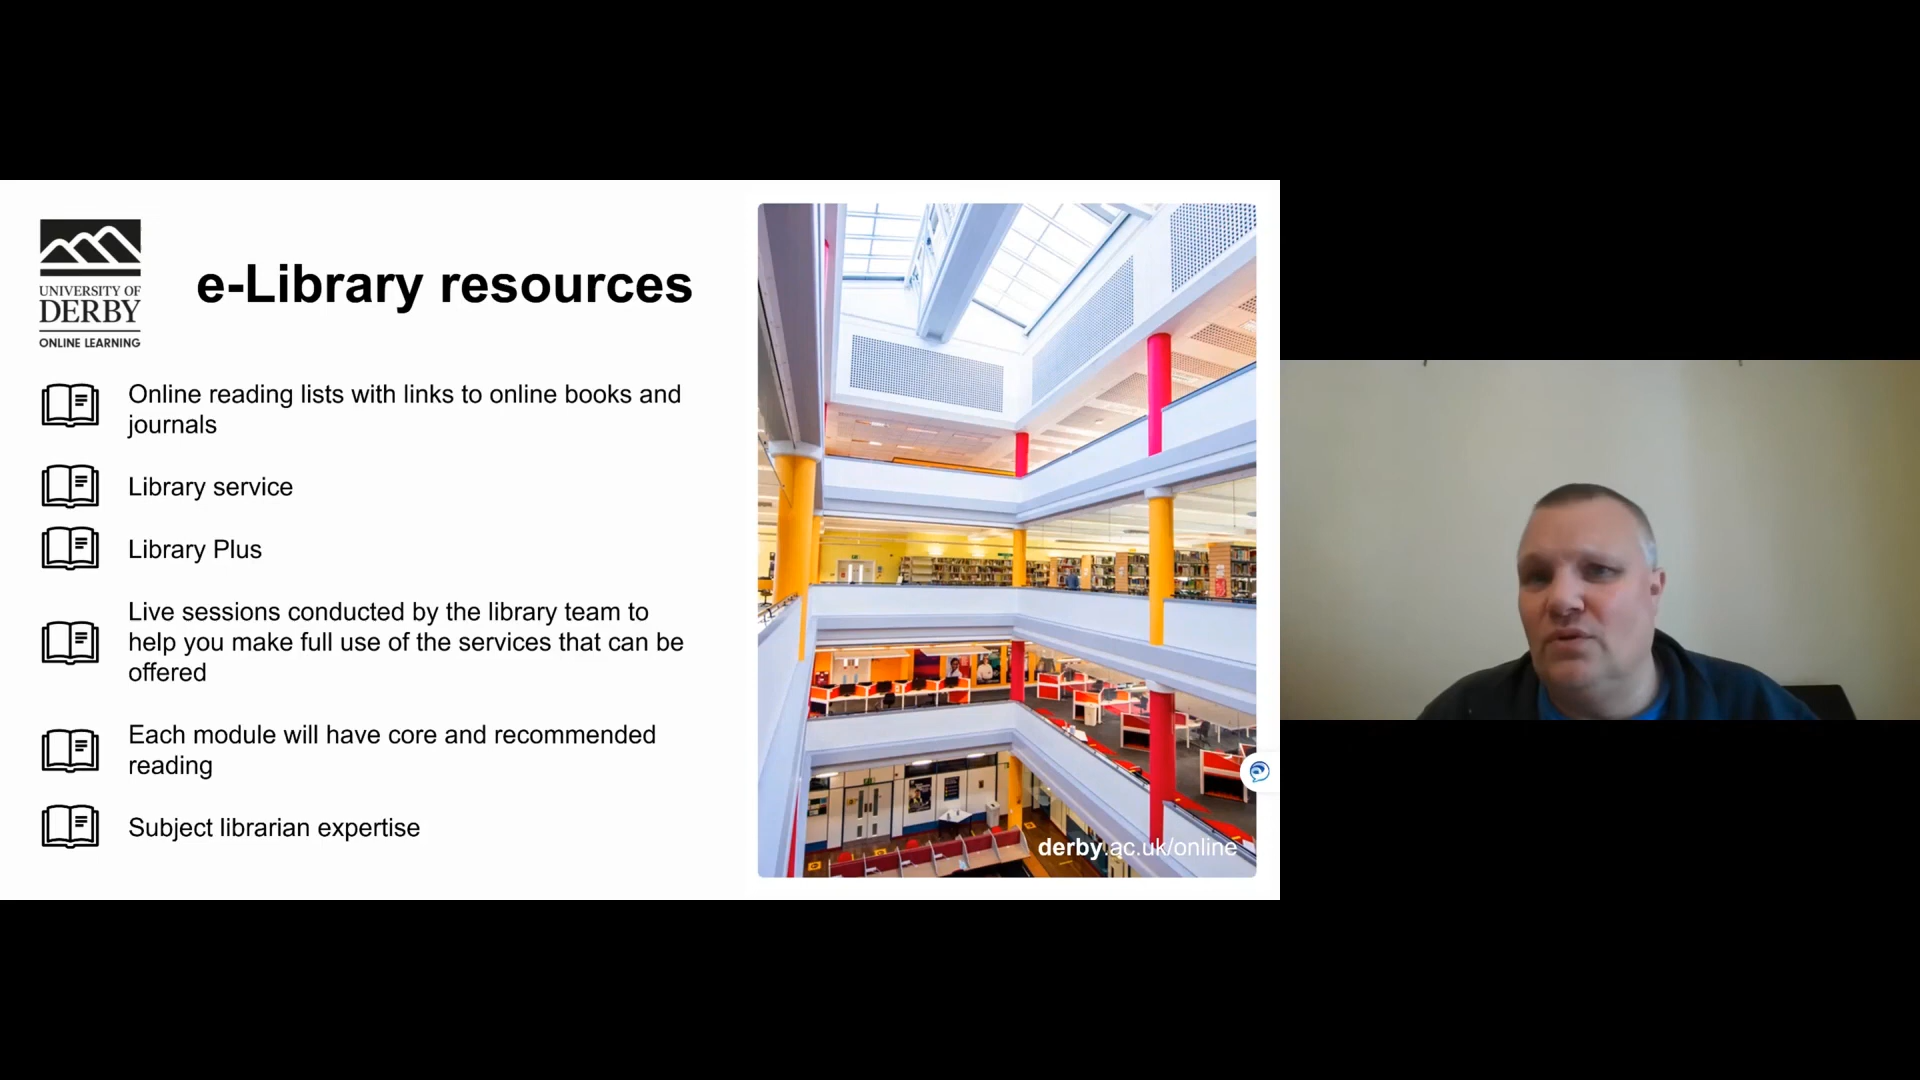 UNIVERSITY OF
DERBY
ONLINE LEARNING
e-Library resources
Online reading lists with links to online books and
journals
Library service
Library Plus
Live sessions conducted by the library team to
help you make full use of the services that can be
offered
Each module will have core and recommended
reading
Subject librarian expertise
derby.ac.uk/online